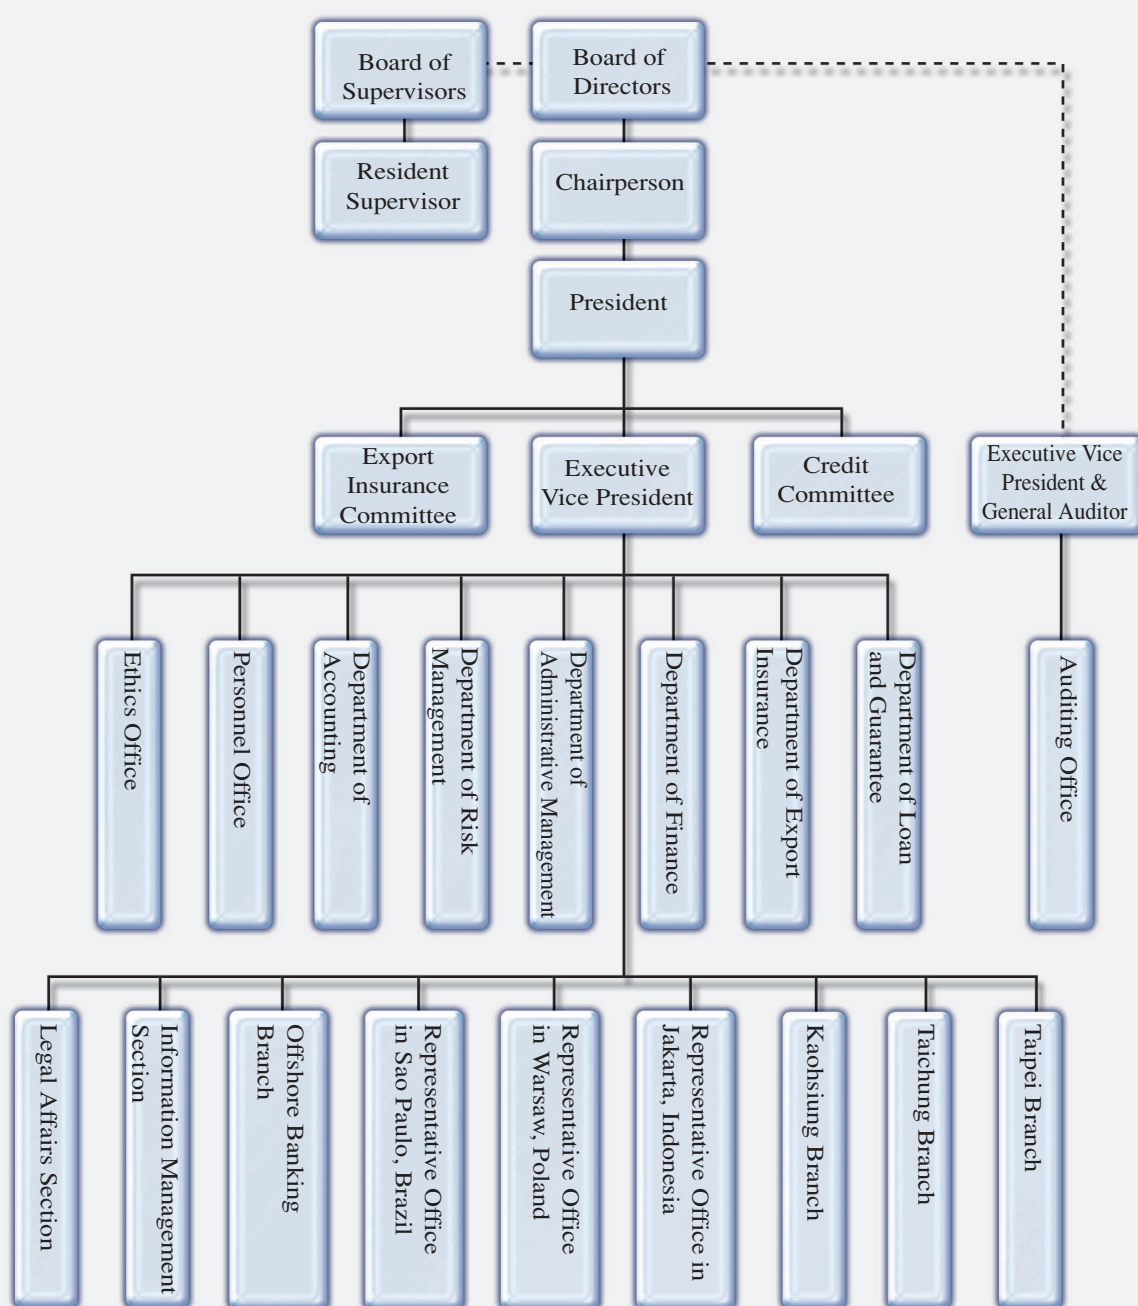 Board of
Supervisors
Board of
Directors
Resident
Supervisor
Chairperson
President
Export
Insurance
Committee
Executive
Vice President
Credit
Committee
Executive Vice
President &
General Auditor
Ethics Office
Personnel Office
Department of
Accounting
Department of Risk
Management
Department of
Administrative Management
Department of Finance
Department of Export
Insurance
Department of Loan
and Guarantee
Auditing Office
Legal Affairs Section
Information Management
Section
Offshore Banking
Branch
Representative Office
in Sao Paulo, Brazil
Representative Office
in Warsaw, Poland
Representative Office in
Jakarta, Indonesia
Kaohsiung Branch
Taichung Branch
Taipei Branch